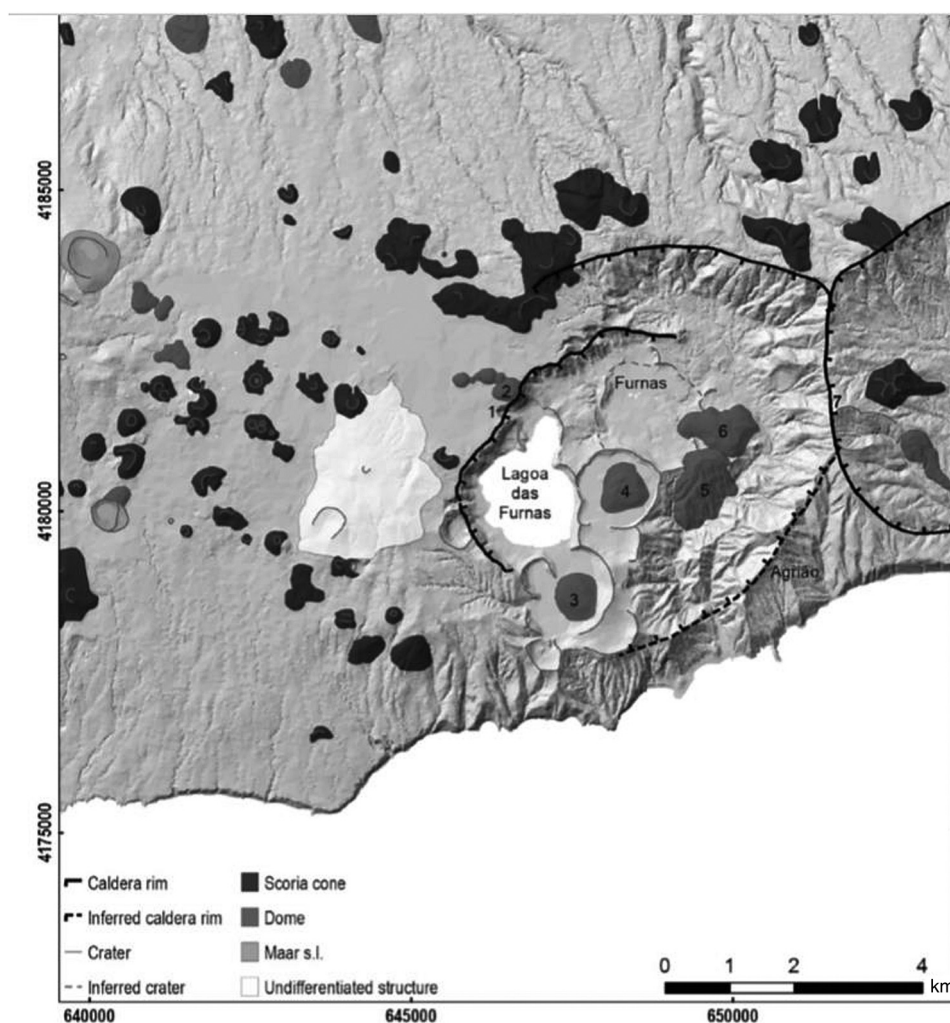 4185000
4180000
4175000
Furnas
2
1
7
6
Lagoa
das
Furnas
4
5
Agrião
3
Caldera rim
Scoria cone
Inferred caldera rim
Dome
Crater
Maar s.l.
Inferred crater
Undifferentiated structure
0 1 2 4
km
640000 645000 650000